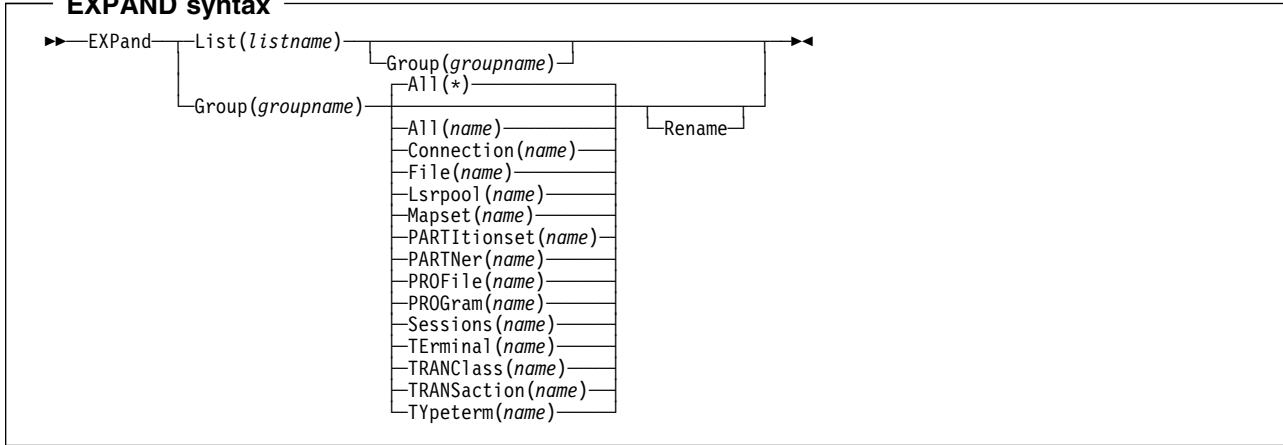 EXPAND syntax
►►──EXPand──List(listname)──►◄
Group(groupname)
All(*)
Group(groupname)
All(name)
Rename
Connection(name)
File(name)
Lsrpool(name)
Mapset(name)
PARTItionset(name)
PARTNer(name)
PROFile(name)
PROGram(name)
Sessions(name)
TErminal(name)
TRANClass(name)
TRANSaction(name)
TYpeterm(name)